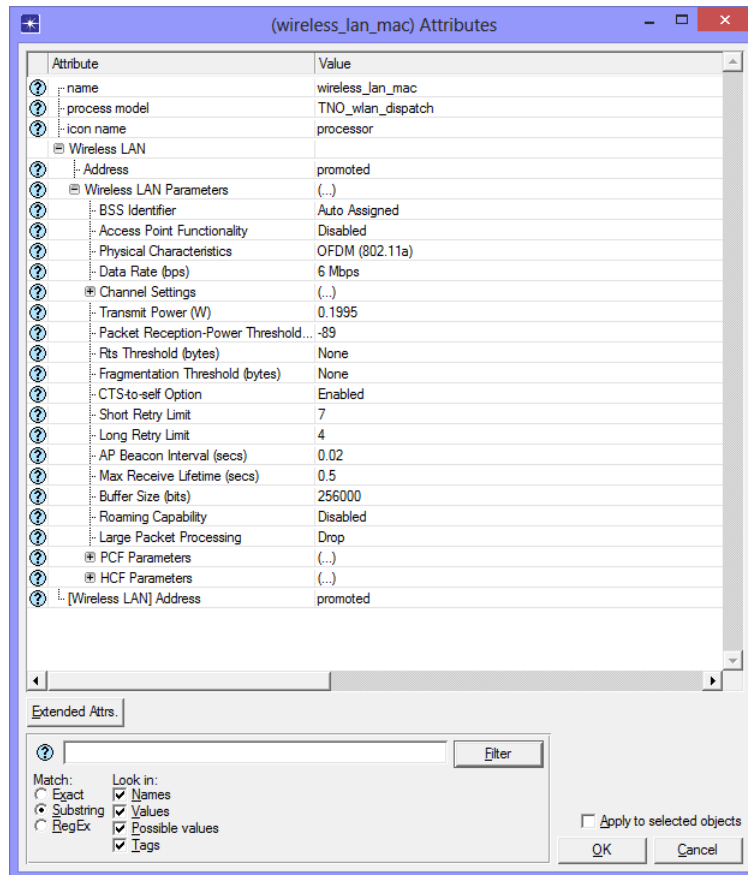 (wireless_lan_mac) Attributes
Attribute Value
name wireless_lan_mac
process model TNO_wlan_dispatch
icon name processor
Wireless LAN
Address promoted
Wireless LAN Parameters (...)
BSS Identifier Auto Assigned
Access Point Functionality Disabled
Physical Characteristics OFDM (802.11a)
Data Rate (bps) 6 Mbps
Channel Settings (...)
Transmit Power (W) 0.1995
Packet Reception-Power Threshold... -89
Rts Threshold (bytes) None
Fragmentation Threshold (bytes) None
CTS-to-self Option Enabled
Short Retry Limit 7
Long Retry Limit 4
AP Beacon Interval (secs) 0.02
Max Receive Lifetime (secs) 0.5
Buffer Size (bits) 256000
Roaming Capability Disabled
Large Packet Processing Drop
PCF Parameters (...)
HCF Parameters (...)
[Wireless LAN] Address promoted
Extended Attrs.
Filter
Match: Look in:
Exact Names
Substring Values
RegEx Possible values
Tags
Apply to selected objects
OK Cancel